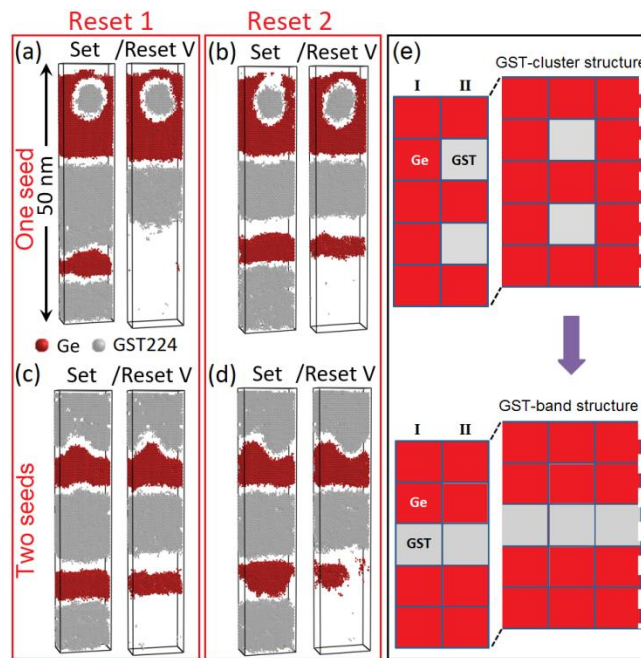 Reset 1
Reset 2
(a) Set /Reset V
(b) Set /Reset V
One seed
50 nm
Ge
GST224
(c) Set /Reset V
(d) Set /Reset V
Two seeds
(e)
GST-cluster structure
I II
Ge GST
GST-band structure
I II
Ge
GST